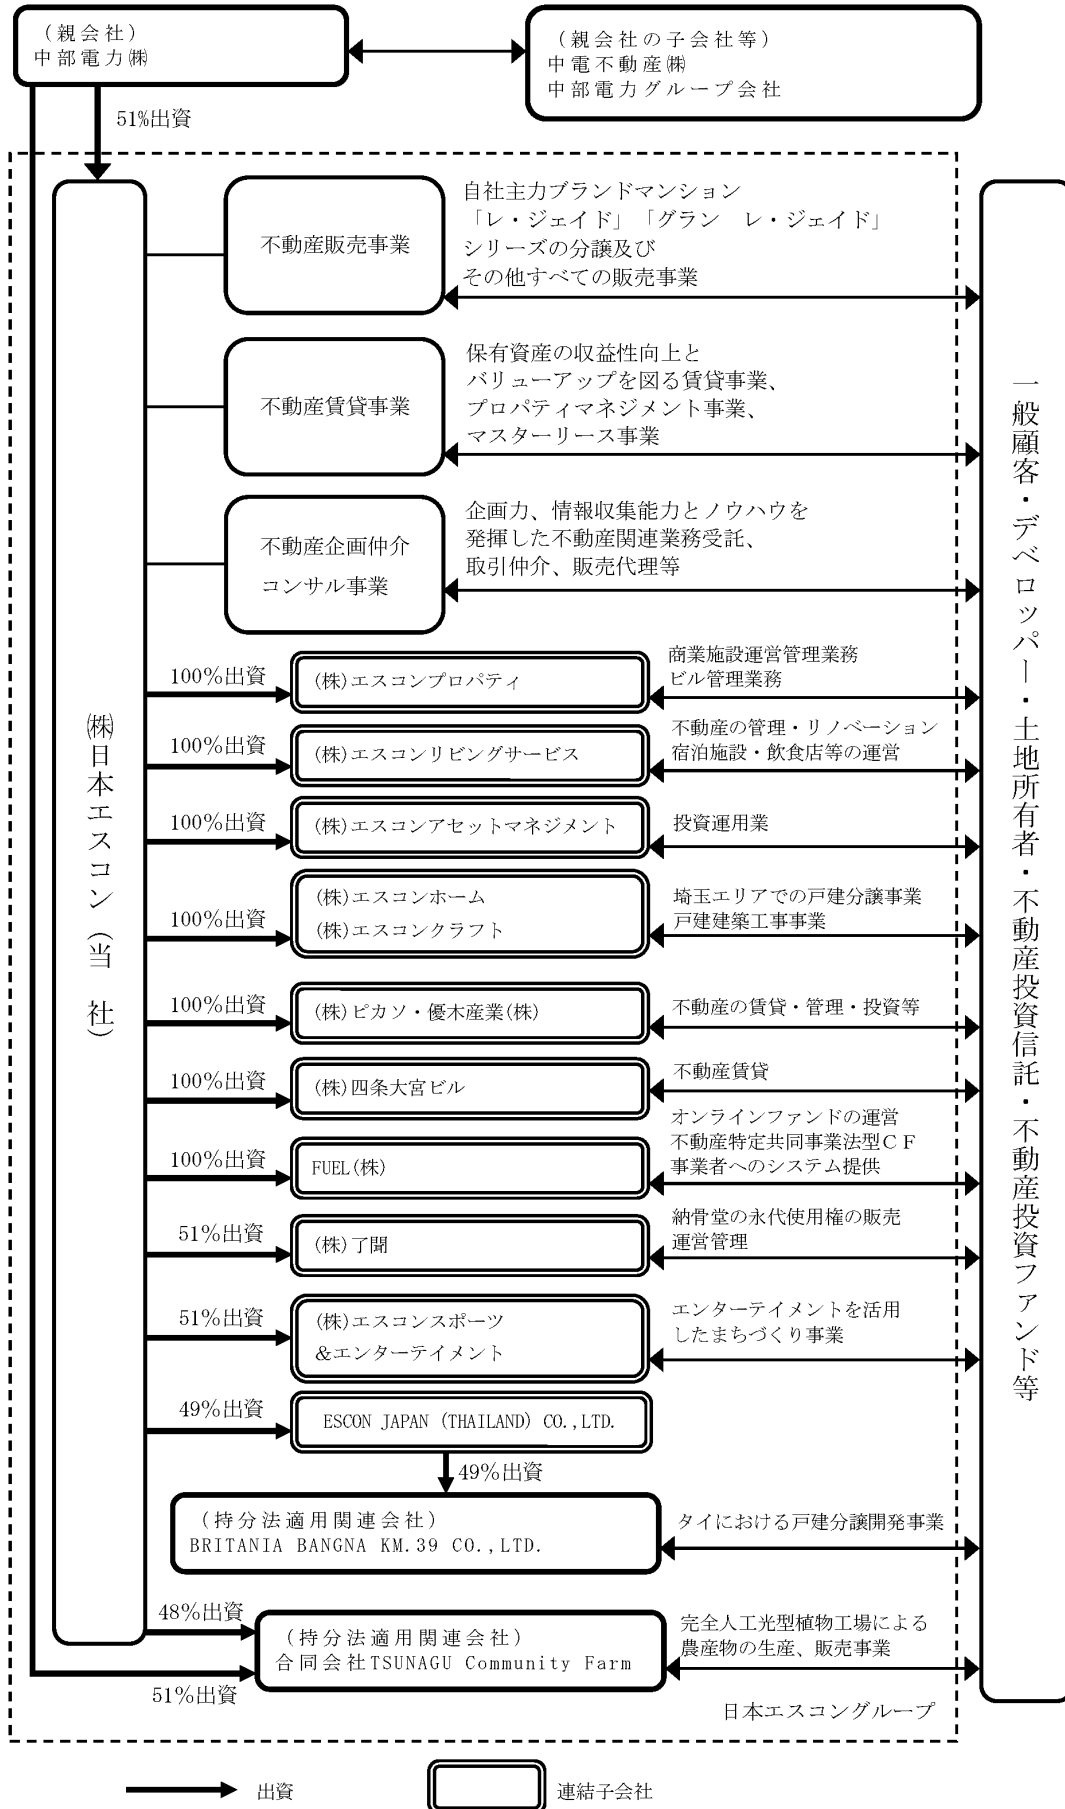 （親会社）
中部電力㈱
（親会社の子会社等）
中電不動産㈱
中部電力グループ会社
51%出資
㈱日本エスコン（当　社）
不動産販売事業
自社主力ブランドマンション
「レ・ジェイド」「グラン　レ・ジェイド」
シリーズの分譲及び
その他すべての販売事業
不動産賃貸事業
保有資産の収益性向上と
バリューアップを図る賃貸事業、
プロパティマネジメント事業、
マスターリース事業
不動産企画仲介
コンサル事業
企画力、情報収集能力とノウハウを
発揮した不動産関連業務受託、
取引仲介、販売代理等
100%出資
(株)エスコンプロパティ
商業施設運営管理業務
ビル管理業務
100%出資
(株)エスコンリビングサービス
不動産の管理・リノベーション
宿泊施設・飲食店等の運営
100%出資
(株)エスコンアセットマネジメント
投資運用業
100%出資
(株)エスコンホーム
(株)エスコンクラフト
埼玉エリアでの戸建分譲事業
戸建建築工事事業
100%出資
(株)ピカソ・優木産業(株)
不動産の賃貸・管理・投資等
100%出資
(株)四条大宮ビル
不動産賃貸
100%出資
FUEL(株)
オンラインファンドの運営
不動産特定共同事業法型ＣＦ
事業者へのシステム提供
51%出資
(株)了聞
納骨堂の永代使用権の販売
運営管理
51%出資
(株)エスコンスポーツ
&エンターテイメント
エンターテイメントを活用
したまちづくり事業
49%出資
ESCON JAPAN (THAILAND) CO.,LTD.
49%出資
（持分法適用関連会社）
BRITANIA BANGNA KM.39 CO.,LTD.
タイにおける戸建分譲開発事業
48%出資
（持分法適用関連会社）
合同会社TSUNAGU Community Farm
完全人工光型植物工場による
農産物の生産、販売事業
51%出資
日本エスコングループ
一般顧客・デベロッパー・土地所有者・不動産投資信託・不動産投資ファンド等
出資
連結子会社